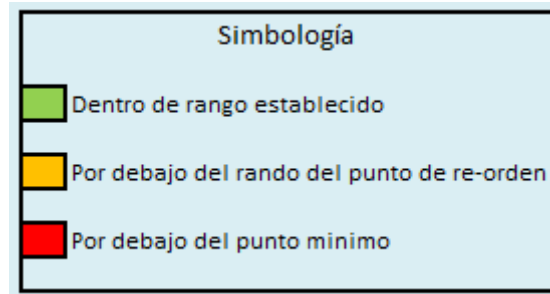 Simbología
Dentro de rango establecido
Por debajo del rando del punto de re-orden
Por debajo del punto minimo